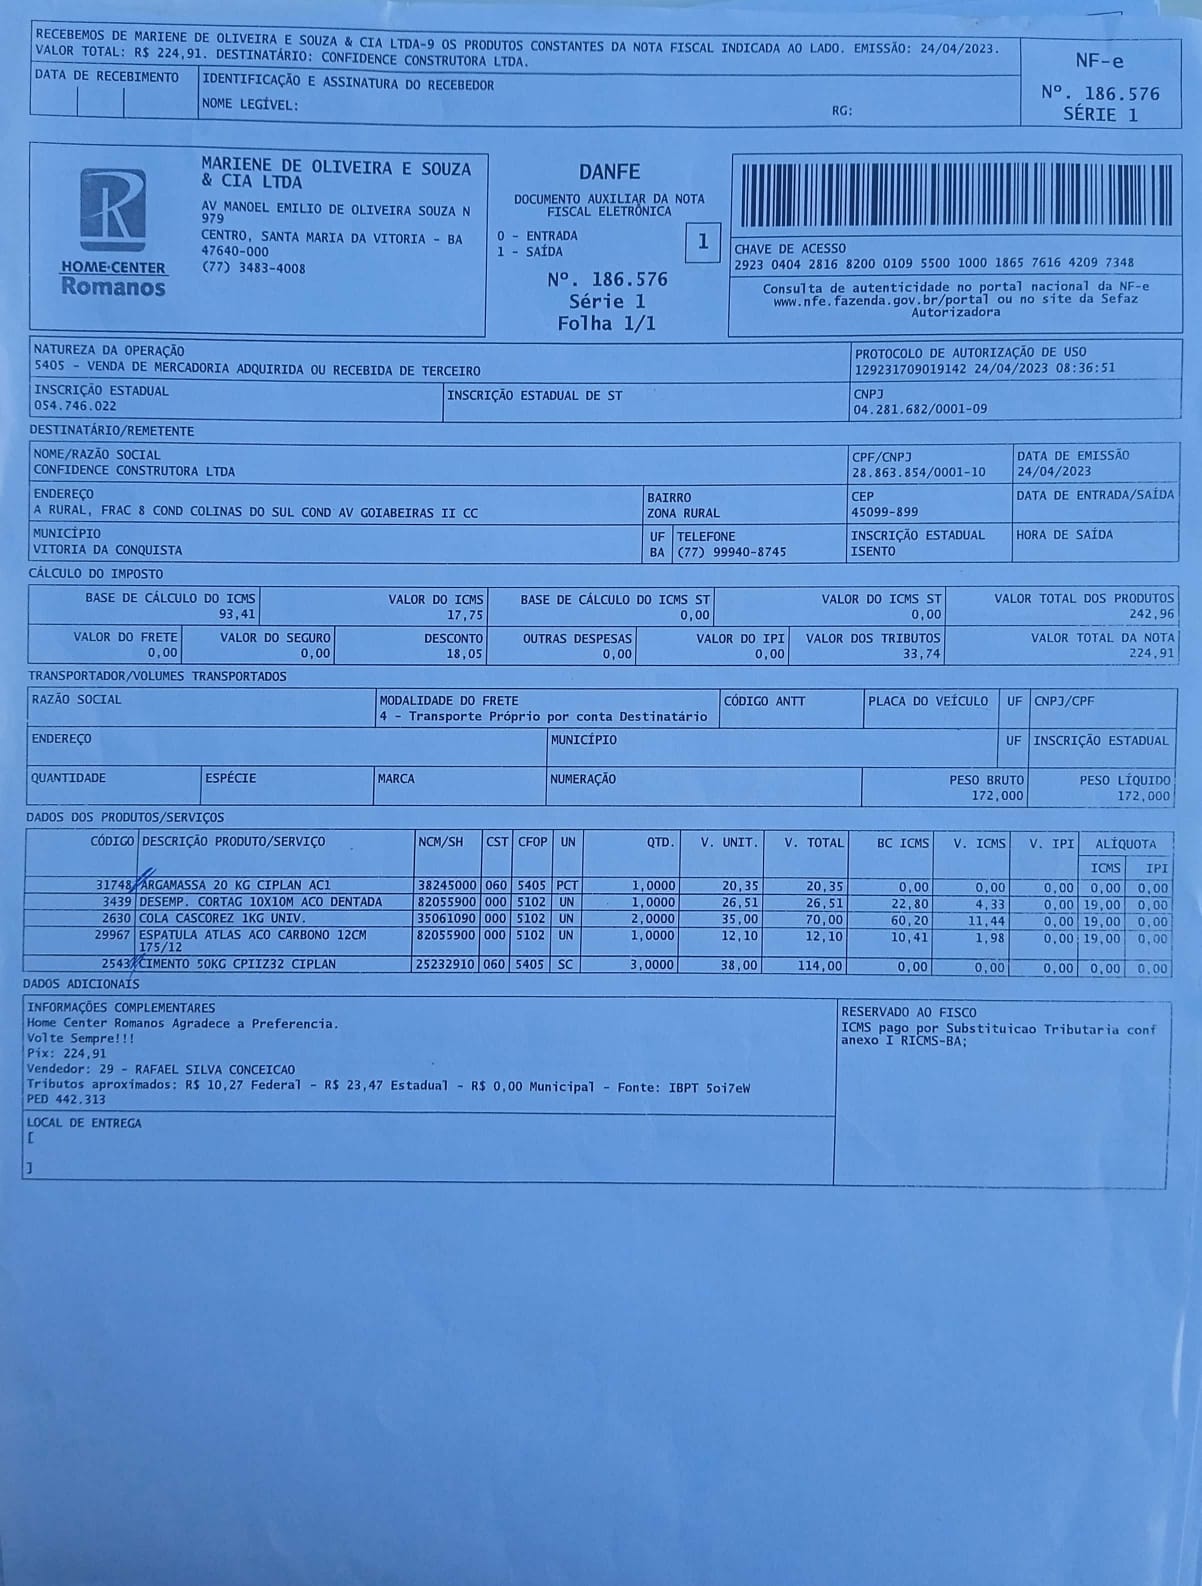 RECEBEMOS DE MARIENE DE OLIVEIRA E SOUZA & CIA LTDA-9 OS PRODUTOS CONSTANTES DA NOTA FISCAL INDICADA AO LADO. EMISSÃO: 24/04/2023.
VALOR TOTAL: R$ 224,91. DESTINATÁRIO: CONFIDENCE CONSTRUTORA LTDA.
DATA DE RECEBIMENTO
IDENTIFICAÇÃO E ASSINATURA DO RECEBEDOR
NOME LEGÍVEL:
RG:
NF-e
Nº. 186.576
SÉRIE 1
R
HOME·CENTER
Romanos
MARIENE DE OLIVEIRA E SOUZA
& CIA LTDA
AV MANOEL EMILIO DE OLIVEIRA SOUZA N
979
CENTRO, SANTA MARIA DA VITORIA - BA
47640-000
(77) 3483-4008
DANFE
DOCUMENTO AUXILIAR DA NOTA
FISCAL ELETRÔNICA
0 - ENTRADA
1 - SAÍDA
1
Nº. 186.576
Série 1
Folha 1/1
CHAVE DE ACESSO
2923 0404 2816 8200 0109 5500 1000 1865 7616 4209 7348
Consulta de autenticidade no portal nacional da NF-e
www.nfe.fazenda.gov.br/portal ou no site da Sefaz
Autorizadora
NATUREZA DA OPERAÇÃO
5405 - VENDA DE MERCADORIA ADQUIRIDA OU RECEBIDA DE TERCEIRO
PROTOCOLO DE AUTORIZAÇÃO DE USO
129231709019142 24/04/2023 08:36:51
INSCRIÇÃO ESTADUAL
054.746.022
INSCRIÇÃO ESTADUAL DE ST
CNPJ
04.281.682/0001-09
DESTINATÁRIO/REMETENTE
NOME/RAZÃO SOCIAL
CONFIDENCE CONSTRUTORA LTDA
CPF/CNPJ
28.863.854/0001-10
DATA DE EMISSÃO
24/04/2023
ENDEREÇO
A RURAL, FRAC 8 COND COLINAS DO SUL COND AV GOIABEIRAS II CC
BAIRRO
ZONA RURAL
CEP
45099-899
DATA DE ENTRADA/SAÍDA
MUNICÍPIO
VITORIA DA CONQUISTA
UF
BA
TELEFONE
(77) 99940-8745
INSCRIÇÃO ESTADUAL
ISENTO
HORA DE SAÍDA
CÁLCULO DO IMPOSTO
BASE DE CÁLCULO DO ICMS
93,41
VALOR DO ICMS
17,75
BASE DE CÁLCULO DO ICMS ST
0,00
VALOR DO ICMS ST
0,00
VALOR TOTAL DOS PRODUTOS
242,96
VALOR DO FRETE
0,00
VALOR DO SEGURO
0,00
DESCONTO
18,05
OUTRAS DESPESAS
0,00
VALOR DO IPI
0,00
VALOR DOS TRIBUTOS
33,74
VALOR TOTAL DA NOTA
224,91
TRANSPORTADOR/VOLUMES TRANSPORTADOS
RAZÃO SOCIAL
MODALIDADE DO FRETE
4 - Transporte Próprio por conta Destinatário
CÓDIGO ANTT
PLACA DO VEÍCULO
UF
CNPJ/CPF
ENDEREÇO
MUNICÍPIO
UF
INSCRIÇÃO ESTADUAL
QUANTIDADE
ESPÉCIE
MARCA
NUMERAÇÃO
PESO BRUTO
172,000
PESO LÍQUIDO
172,000
DADOS DOS PRODUTOS/SERVIÇOS
CÓDIGO DESCRIÇÃO PRODUTO/SERVIÇO NCM/SH CST CFOP UN QTD. V. UNIT. V. TOTAL BC ICMS V. ICMS V. IPI ALÍQUOTA
ICMS IPI
31748 ARGAMASSA 20 KG CIPLAN AC1 38245000 060 5405 PCT 1,0000 20,35 20,35 0,00 0,00 0,00 0,00 0,00
3439 DESEMP. CORTAG 10X10M ACO DENTADA 82055900 000 5102 UN 1,0000 26,51 26,51 22,80 4,33 0,00 19,00 0,00
2630 COLA CASCOREZ 1KG UNIV. 35061090 000 5102 UN 2,0000 35,00 70,00 60,20 11,44 0,00 19,00 0,00
29967 ESPATULA ATLAS ACO CARBONO 12CM 82055900 000 5102 UN 1,0000 12,10 12,10 10,41 1,98 0,00 19,00 0,00
175/12
2543 CIMENTO 50KG CPIIZ32 CIPLAN 25232910 060 5405 SC 3,0000 38,00 114,00 0,00 0,00 0,00 0,00 0,00
DADOS ADICIONAIS
INFORMAÇÕES COMPLEMENTARES
Home Center Romanos Agradece a Preferencia.
Volte Sempre!!!
Pix: 224,91
Vendedor: 29 - RAFAEL SILVA CONCEICAO
Tributos aproximados: R$ 10,27 Federal - R$ 23,47 Estadual - R$ 0,00 Municipal - Fonte: IBPT 5oi7eW
PED 442.313
RESERVADO AO FISCO
ICMS pago por Substituicao Tributaria conf
anexo I RICMS-BA;
LOCAL DE ENTREGA
[
]